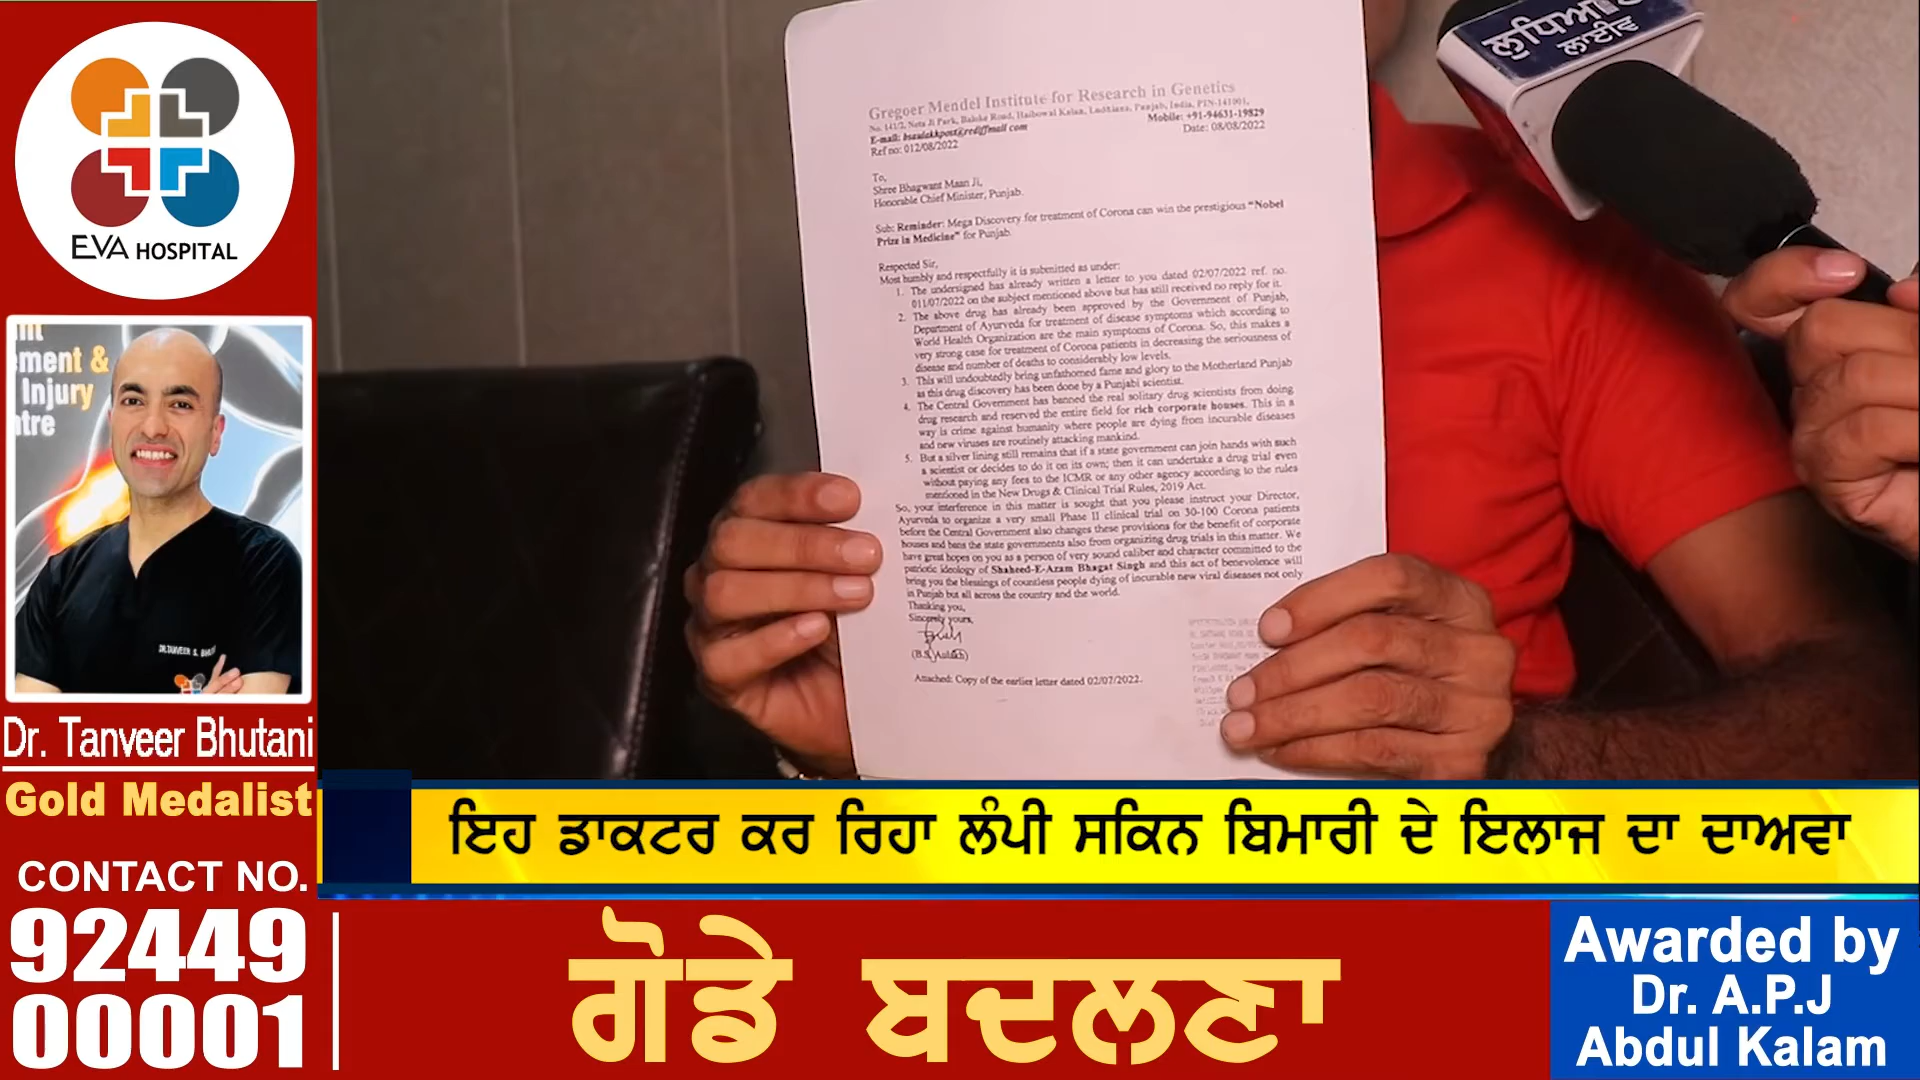 EVA HOSPITAL
ment &
Injury
tre
Dr. Tanveer Bhutani
Gold Medalist
CONTACT NO.
92449
00001
ਲਾਈਵ
Gregoer Mendel Institute for Research in Genetics
No. 141/2, Nota Ji Park, Baloke Road, Haibowal Kalan, Ludhiana, Punjab, India, PIN-141001,
Mobile: +91-94631-19829
E-mail: bsaulakhpost@rediffmail.com
Date: 08/08/2022
Ref no: 012/08/2022
To,
Shree Bhagwant Maan Ji,
Honorable Chief Minister, Punjab.
Sub: Reminder: Mega Discovery for treatment of Corona can win the prestigious "Nobel
Prize in Medicine" for Punjab.
Respected Sir,
Most humbly and respectfully it is submitted as under:
1. The undersigned has already written a letter to you dated 02/07/2022 ref. no.
011/07/2022 on the subject mentioned above but has still received no reply for it.
2. The above drug has already been approved by the Government of Punjab,
Department of Ayurveda for treatment of disease symptoms which according to
World Health Organization are the main symptoms of Corona. So, this makes a
very strong case for treatment of Corona patients in decreasing the seriousness of
disease and number of deaths to considerably low levels.
3. This will undoubtedly bring unfathomed fame and glory to the Motherland Punjab
as this drug discovery has been done by a Punjabi scientist.
4. The Central Government has banned the real solitary drug scientists from doing
drug research and reserved the entire field for rich corporate houses. This in a
way is crime against humanity where people are dying from incurable diseases
and new viruses are routinely attacking mankind.
5. But a silver lining still remains that if a state government can join hands with such
a scientist or decides to do it on its own; then it can undertake a drug trial even
without paying any fees to the ICMR or any other agency according to the rules
mentioned in the New Drugs & Clinical Trial Rules, 2019 Act.
So, your interference in this matter is sought that you please instruct your Director,
Ayurveda to organize a very small Phase II clinical trial on 30-100 Corona patients
before the Central Government also changes these provisions for the benefit of corporate
houses and bans the state governments also from organizing drug trials in this matter. We
have great hopes on you as a person of very sound caliber and character committed to the
patriotic ideology of Shaheed-E-Azam Bhagat Singh and this act of benevolence will
bring you the blessings of countless people dying of incurable new viral diseases not only
in Punjab but all across the country and the world.
Thanking you,
Sincerely yours,
(B.S. Aulakh)
Attached: Copy of the earlier letter dated 02/07/2022.
ਇਹ ਡਾਕਟਰ ਕਰ ਰਿਹਾ ਲੰਪੀ ਸਕਿਨ ਬਿਮਾਰੀ ਦੇ ਇਲਾਜ ਦਾ ਦਾਅਵਾ
ਗੋਡੇ ਬਦਲਣਾ
Awarded by
Dr. A.P.J
Abdul Kalam